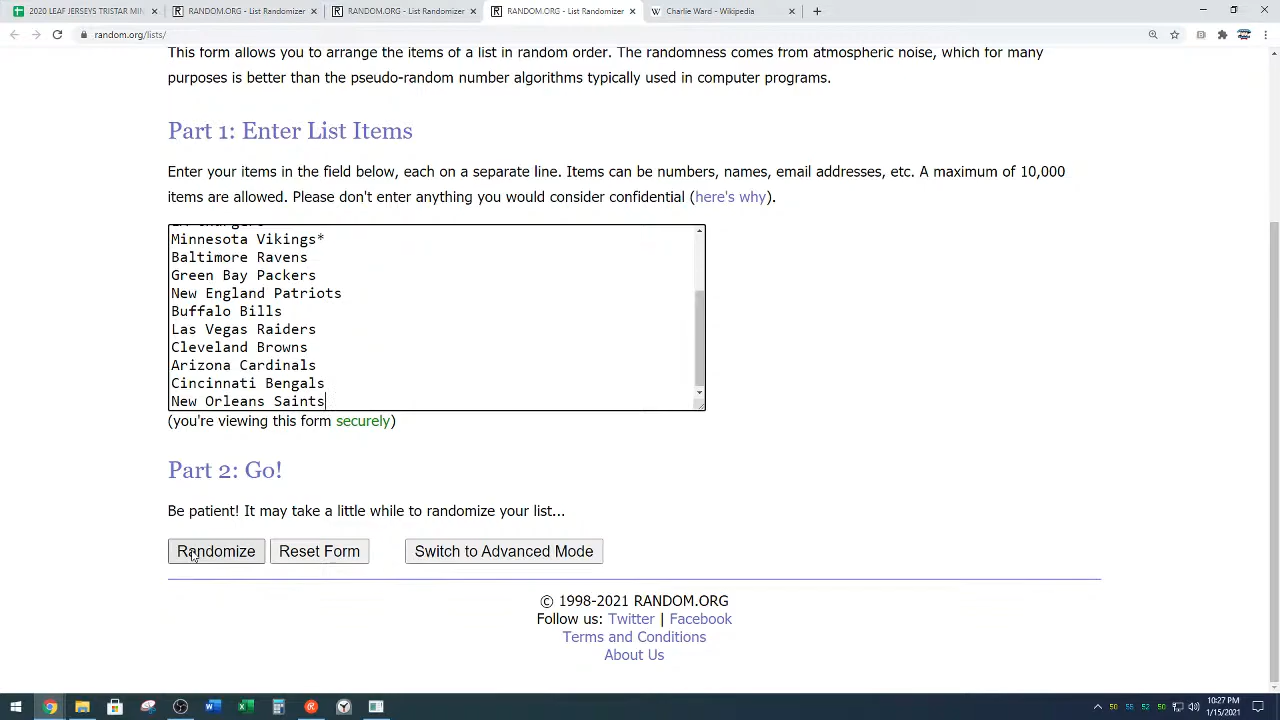 2020 LEAF JERSEYS TRISTAR MIN
RANDOM.ORG - List Randomizer
RANDOM.ORG - List Randomizer
RANDOM.ORG - List Randomizer
Charlie Ward - Wikipedia
random.org/lists/
This form allows you to arrange the items of a list in random order. The randomness comes from atmospheric noise, which for many
purposes is better than the pseudo-random number algorithms typically used in computer programs.
Part 1: Enter List Items
Enter your items in the field below, each on a separate line. Items can be numbers, names, email addresses, etc. A maximum of 10,000
items are allowed. Please don't enter anything you would consider confidential (here's why).
Minnesota Vikings*
Baltimore Ravens
Green Bay Packers
New England Patriots
Buffalo Bills
Las Vegas Raiders
Cleveland Browns
Arizona Cardinals
Cincinnati Bengals
New Orleans Saints
(you're viewing this form securely)
Part 2: Go!
Be patient! It may take a little while to randomize your list...
Randomize Reset Form Switch to Advanced Mode
© 1998-2021 RANDOM.ORG
Follow us: Twitter | Facebook
Terms and Conditions
About Us
50 55 52 50
10:27 PM
1/15/2021